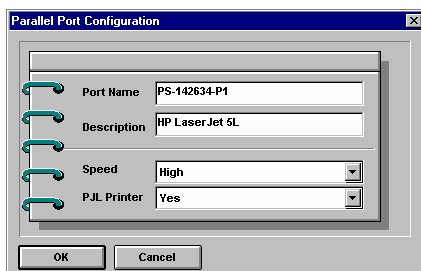 Parallel Port Configuration
Port Name PS-142634-P1
Description HP LaserJet 5L
Speed High
PJL Printer Yes
OK Cancel